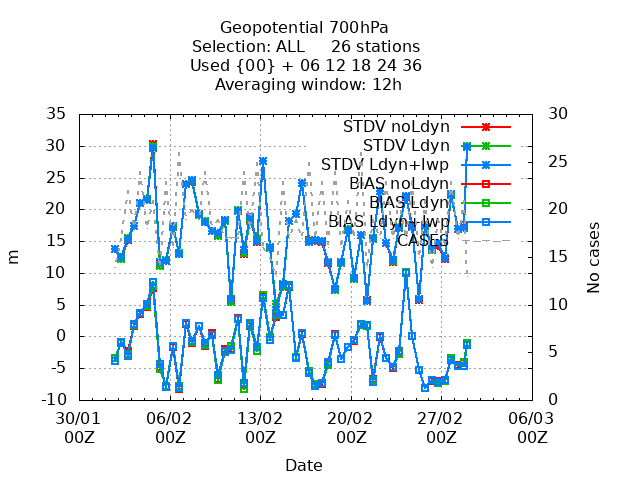 Geopotential 700hPa
Selection: ALL 26 stations
Used {00} + 06 12 18 24 36
Averaging window: 12h
35
30
25
20
15
10
5
0
-5
-10
m
30
25
20
15
10
5
0
No cases
STDV noLdyn
STDV Ldyn
STDV Ldyn+lwp
BIAS noLdyn
BIAS Ldyn
BIAS Ldyn+lwp
CASES
30/01 06/02 13/02 20/02 27/02 06/03
00Z 00Z 00Z 00Z 00Z 00Z
Date